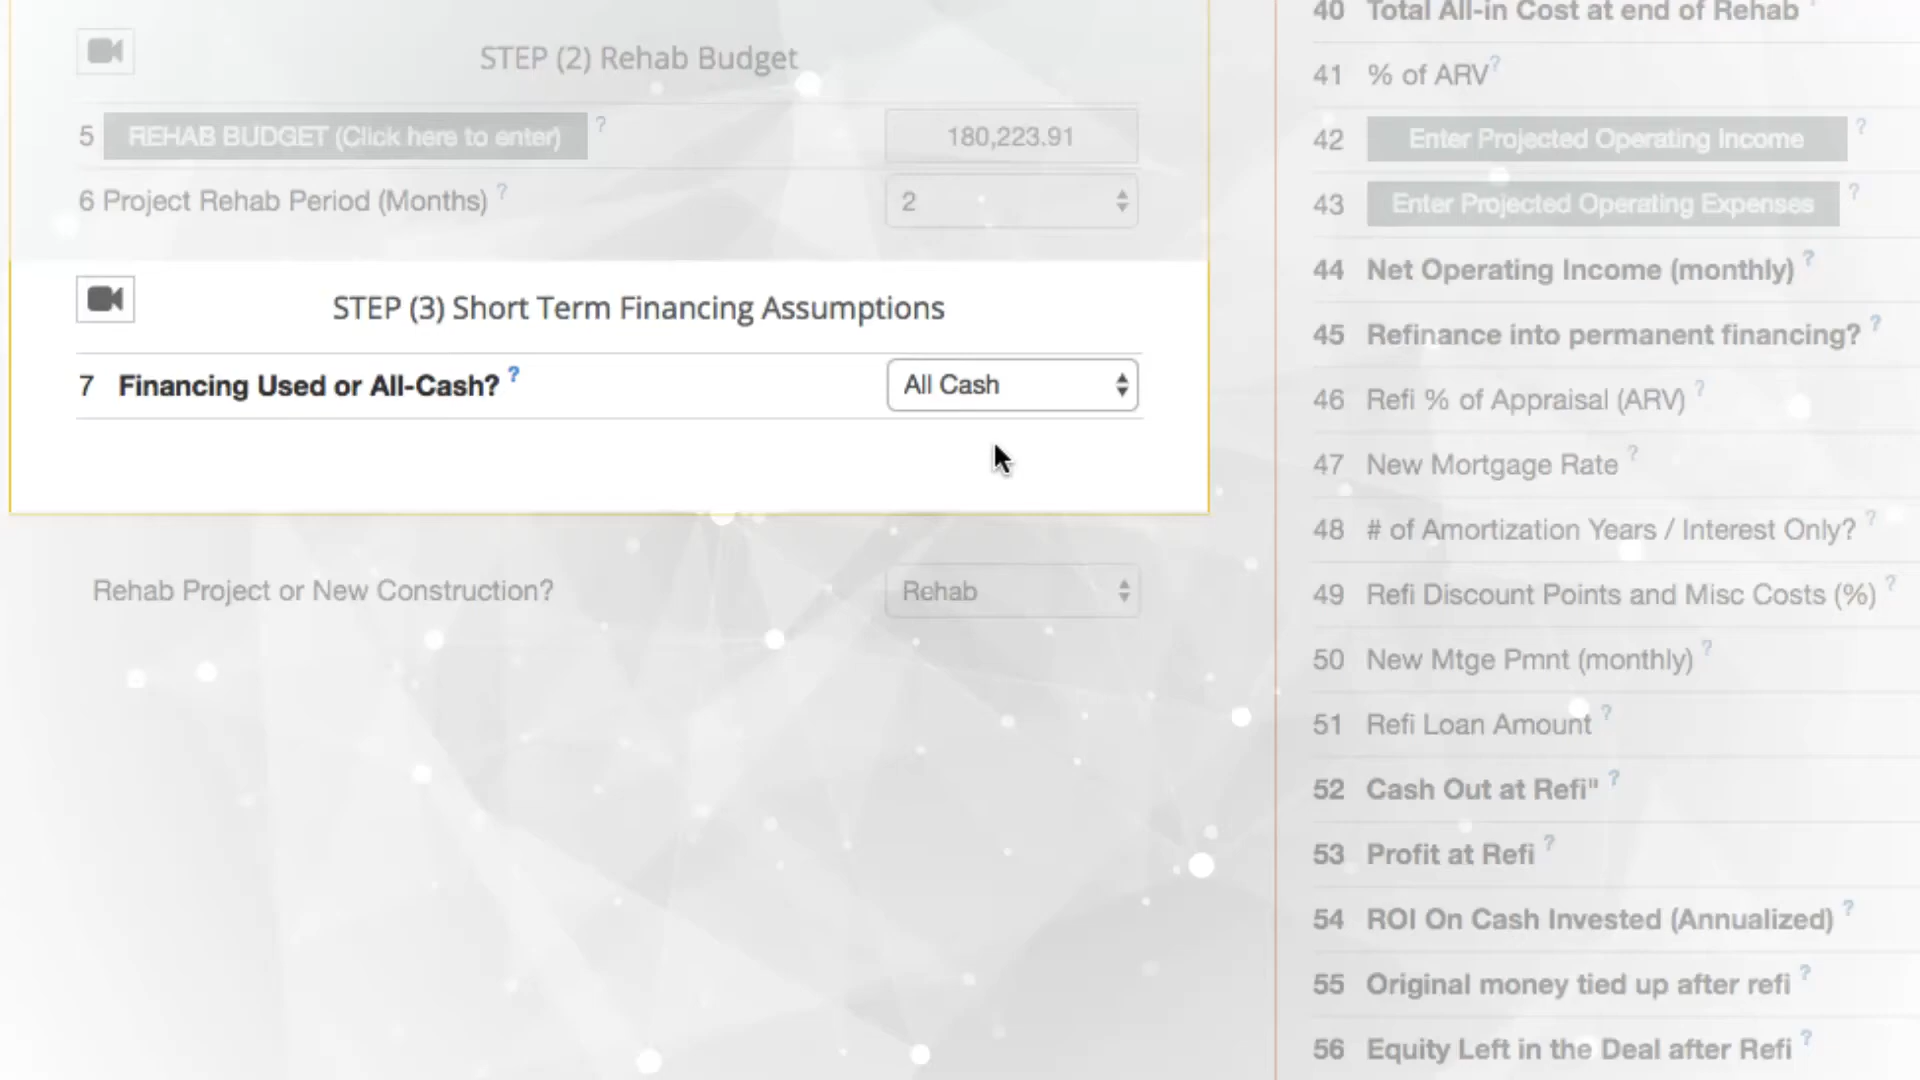 STEP (2) Rehab Budget
5 REHAB BUDGET (Click here to enter) ? 180,223.91
6 Project Rehab Period (Months) ? 2
STEP (3) Short Term Financing Assumptions
7 Financing Used or All-Cash? ? All Cash
Rehab Project or New Construction? Rehab
40 Total All-in Cost at end of Rehab ?
41 % of ARV ?
42 Enter Projected Operating Income ?
43 Enter Projected Operating Expenses ?
44 Net Operating Income (monthly) ?
45 Refinance into permanent financing? ?
46 Refi % of Appraisal (ARV) ?
47 New Mortgage Rate ?
48 # of Amortization Years / Interest Only? ?
49 Refi Discount Points and Misc Costs (%) ?
50 New Mtge Pmnt (monthly) ?
51 Refi Loan Amount ?
52 Cash Out at Refi" ?
53 Profit at Refi ?
54 ROI On Cash Invested (Annualized) ?
55 Original money tied up after refi ?
56 Equity Left in the Deal after Refi ?